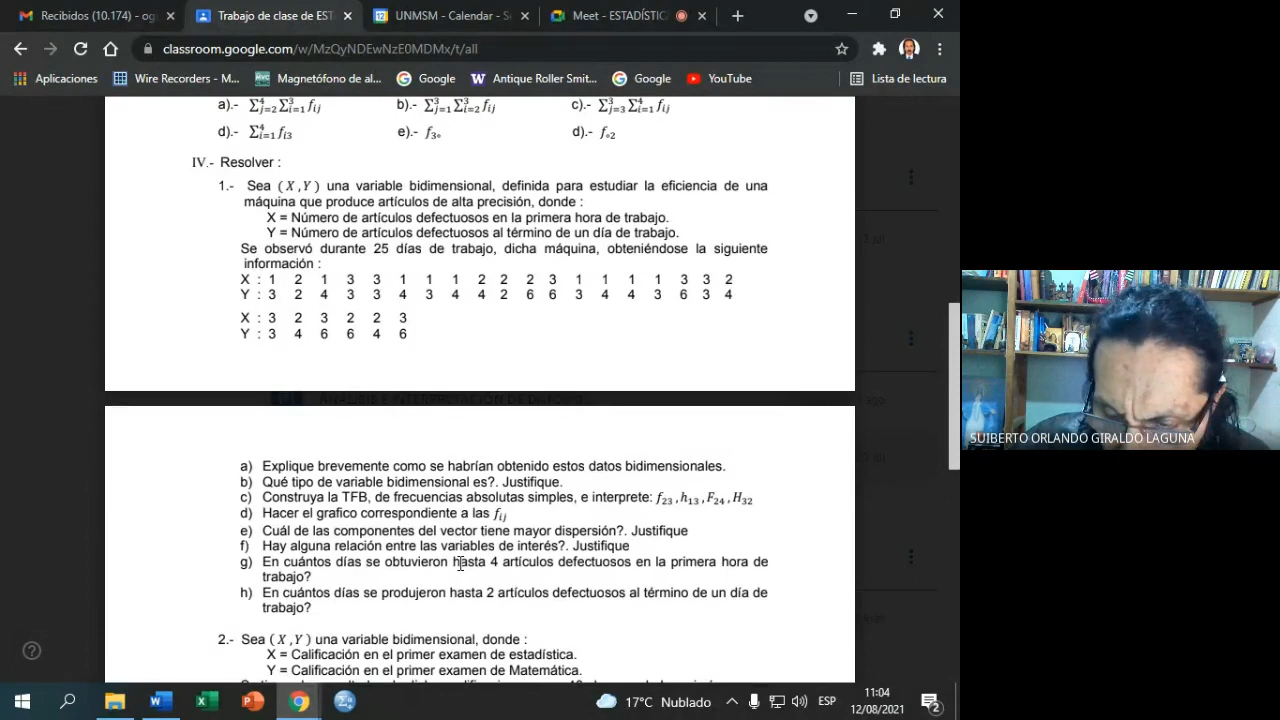 Recibidos (10.174) - og
Trabajo de clase de EST
UNMSM - Calendar - S
Meet - ESTADÍSTIC
classroom.google.com/w/MzQyNDEwNzE0MDMx/t/all
Aplicaciones
Wire Recorders - M...
Magnetófono de al...
Google
Antique Roller Smit...
Google
YouTube
Lista de lectura
a).- ∑_{j=2}^{4} ∑_{i=1}^{3} f_{ij} b).- ∑_{j=1}^{3} ∑_{i=2}^{3} f_{ij} c).- ∑_{j=3}^{3} ∑_{i=1}^{4} f_{ij}
d).- ∑_{i=1}^{4} f_{i3} e).- f_{3∘} d).- f_{∘2}
IV.- Resolver :
1.- Sea ( X , Y ) una variable bidimensional, definida para estudiar la eficiencia de una
máquina que produce artículos de alta precisión, donde :
X = Número de artículos defectuosos en la primera hora de trabajo.
Y = Número de artículos defectuosos al término de un día de trabajo.
Se observó durante 25 días de trabajo, dicha máquina, obteniéndose la siguiente
información :
X : 1 2 1 3 3 1 1 1 2 2 2 3 1 1 1 1 3 3 2
Y : 3 2 4 3 3 4 3 4 4 2 6 6 3 4 4 3 6 3 4
X : 3 2 3 2 2 3
Y : 3 4 6 6 4 6
a) Explique brevemente como se habrían obtenido estos datos bidimensionales.
b) Qué tipo de variable bidimensional es?. Justifique.
c) Construya la TFB, de frecuencias absolutas simples, e interprete: f_{23} , h_{13} , F_{24} , H_{32}
d) Hacer el grafico correspondiente a las f_{ij}
e) Cuál de las componentes del vector tiene mayor dispersión?. Justifique
f) Hay alguna relación entre las variables de interés?. Justifique
g) En cuántos días se obtuvieron hasta 4 artículos defectuosos en la primera hora de
trabajo?
h) En cuántos días se produjeron hasta 2 artículos defectuosos al término de un día de
trabajo?
2.- Sea ( X , Y ) una variable bidimensional, donde :
X = Calificación en el primer examen de estadística.
Y = Calificación en el primer examen de Matemática.
SUIBERTO ORLANDO GIRALDO LAGUNA
17°C Nublado
ESP
11:04
12/08/2021
2